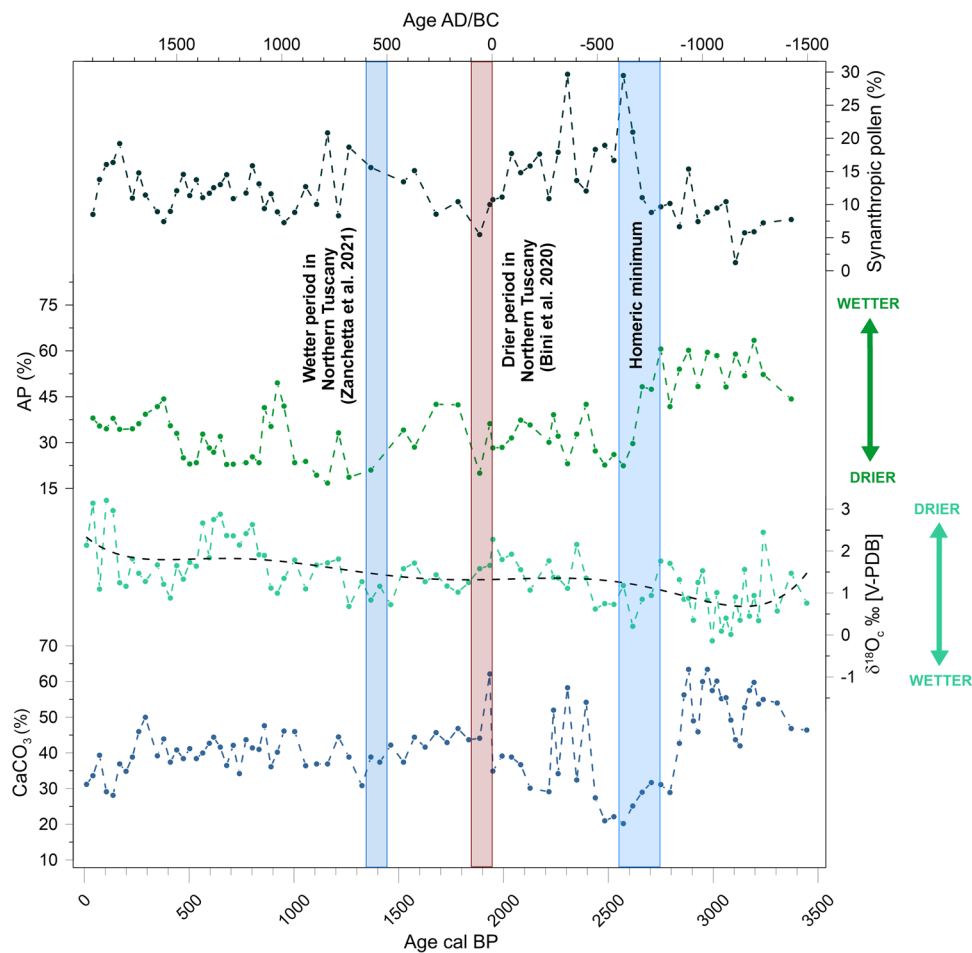 Age AD/BC
1500
1000
500
0
-500
-1000
-1500
30
25
20
15
10
5
0
Synanthropic pollen (%)
Wetter period in
Northern Tuscany
(Zanchetta et al. 2021)
Drier period in
Northern Tuscany
(Bini et al. 2020)
Homeric minimum
75
60
45
30
15
AP (%)
WETTER
DRIER
3
2
1
0
-1
δ¹⁸Oc ‰ [V-PDB]
DRIER
WETTER
70
60
50
40
30
20
10
CaCO₃ (%)
0
500
1000
1500
2000
2500
3000
3500
Age cal BP